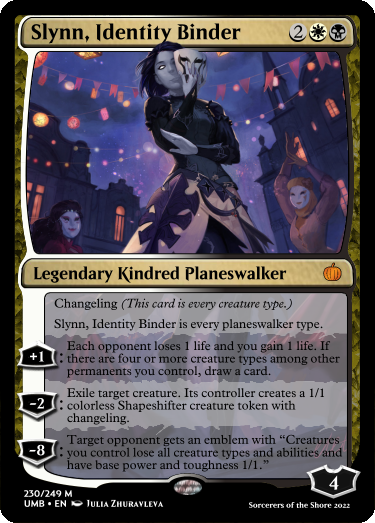 Slynn, Identity Binder 2
Legendary Kindred Planeswalker
Changeling (This card is every creature type.)
Slynn, Identity Binder is every planeswalker type.
+1: Each opponent loses 1 life and you gain 1 life. If
there are four or more creature types among other
permanents you control, draw a card.
-2: Exile target creature. Its controller creates a 1/1
colorless Shapeshifter creature token with
changeling.
-8: Target opponent gets an emblem with “Creatures
you control lose all creature types and abilities and
have base power and toughness 1/1.”
4
230/249 M
UMB • EN Julia Zhuravleva
Sorcerers of the Shore 2022